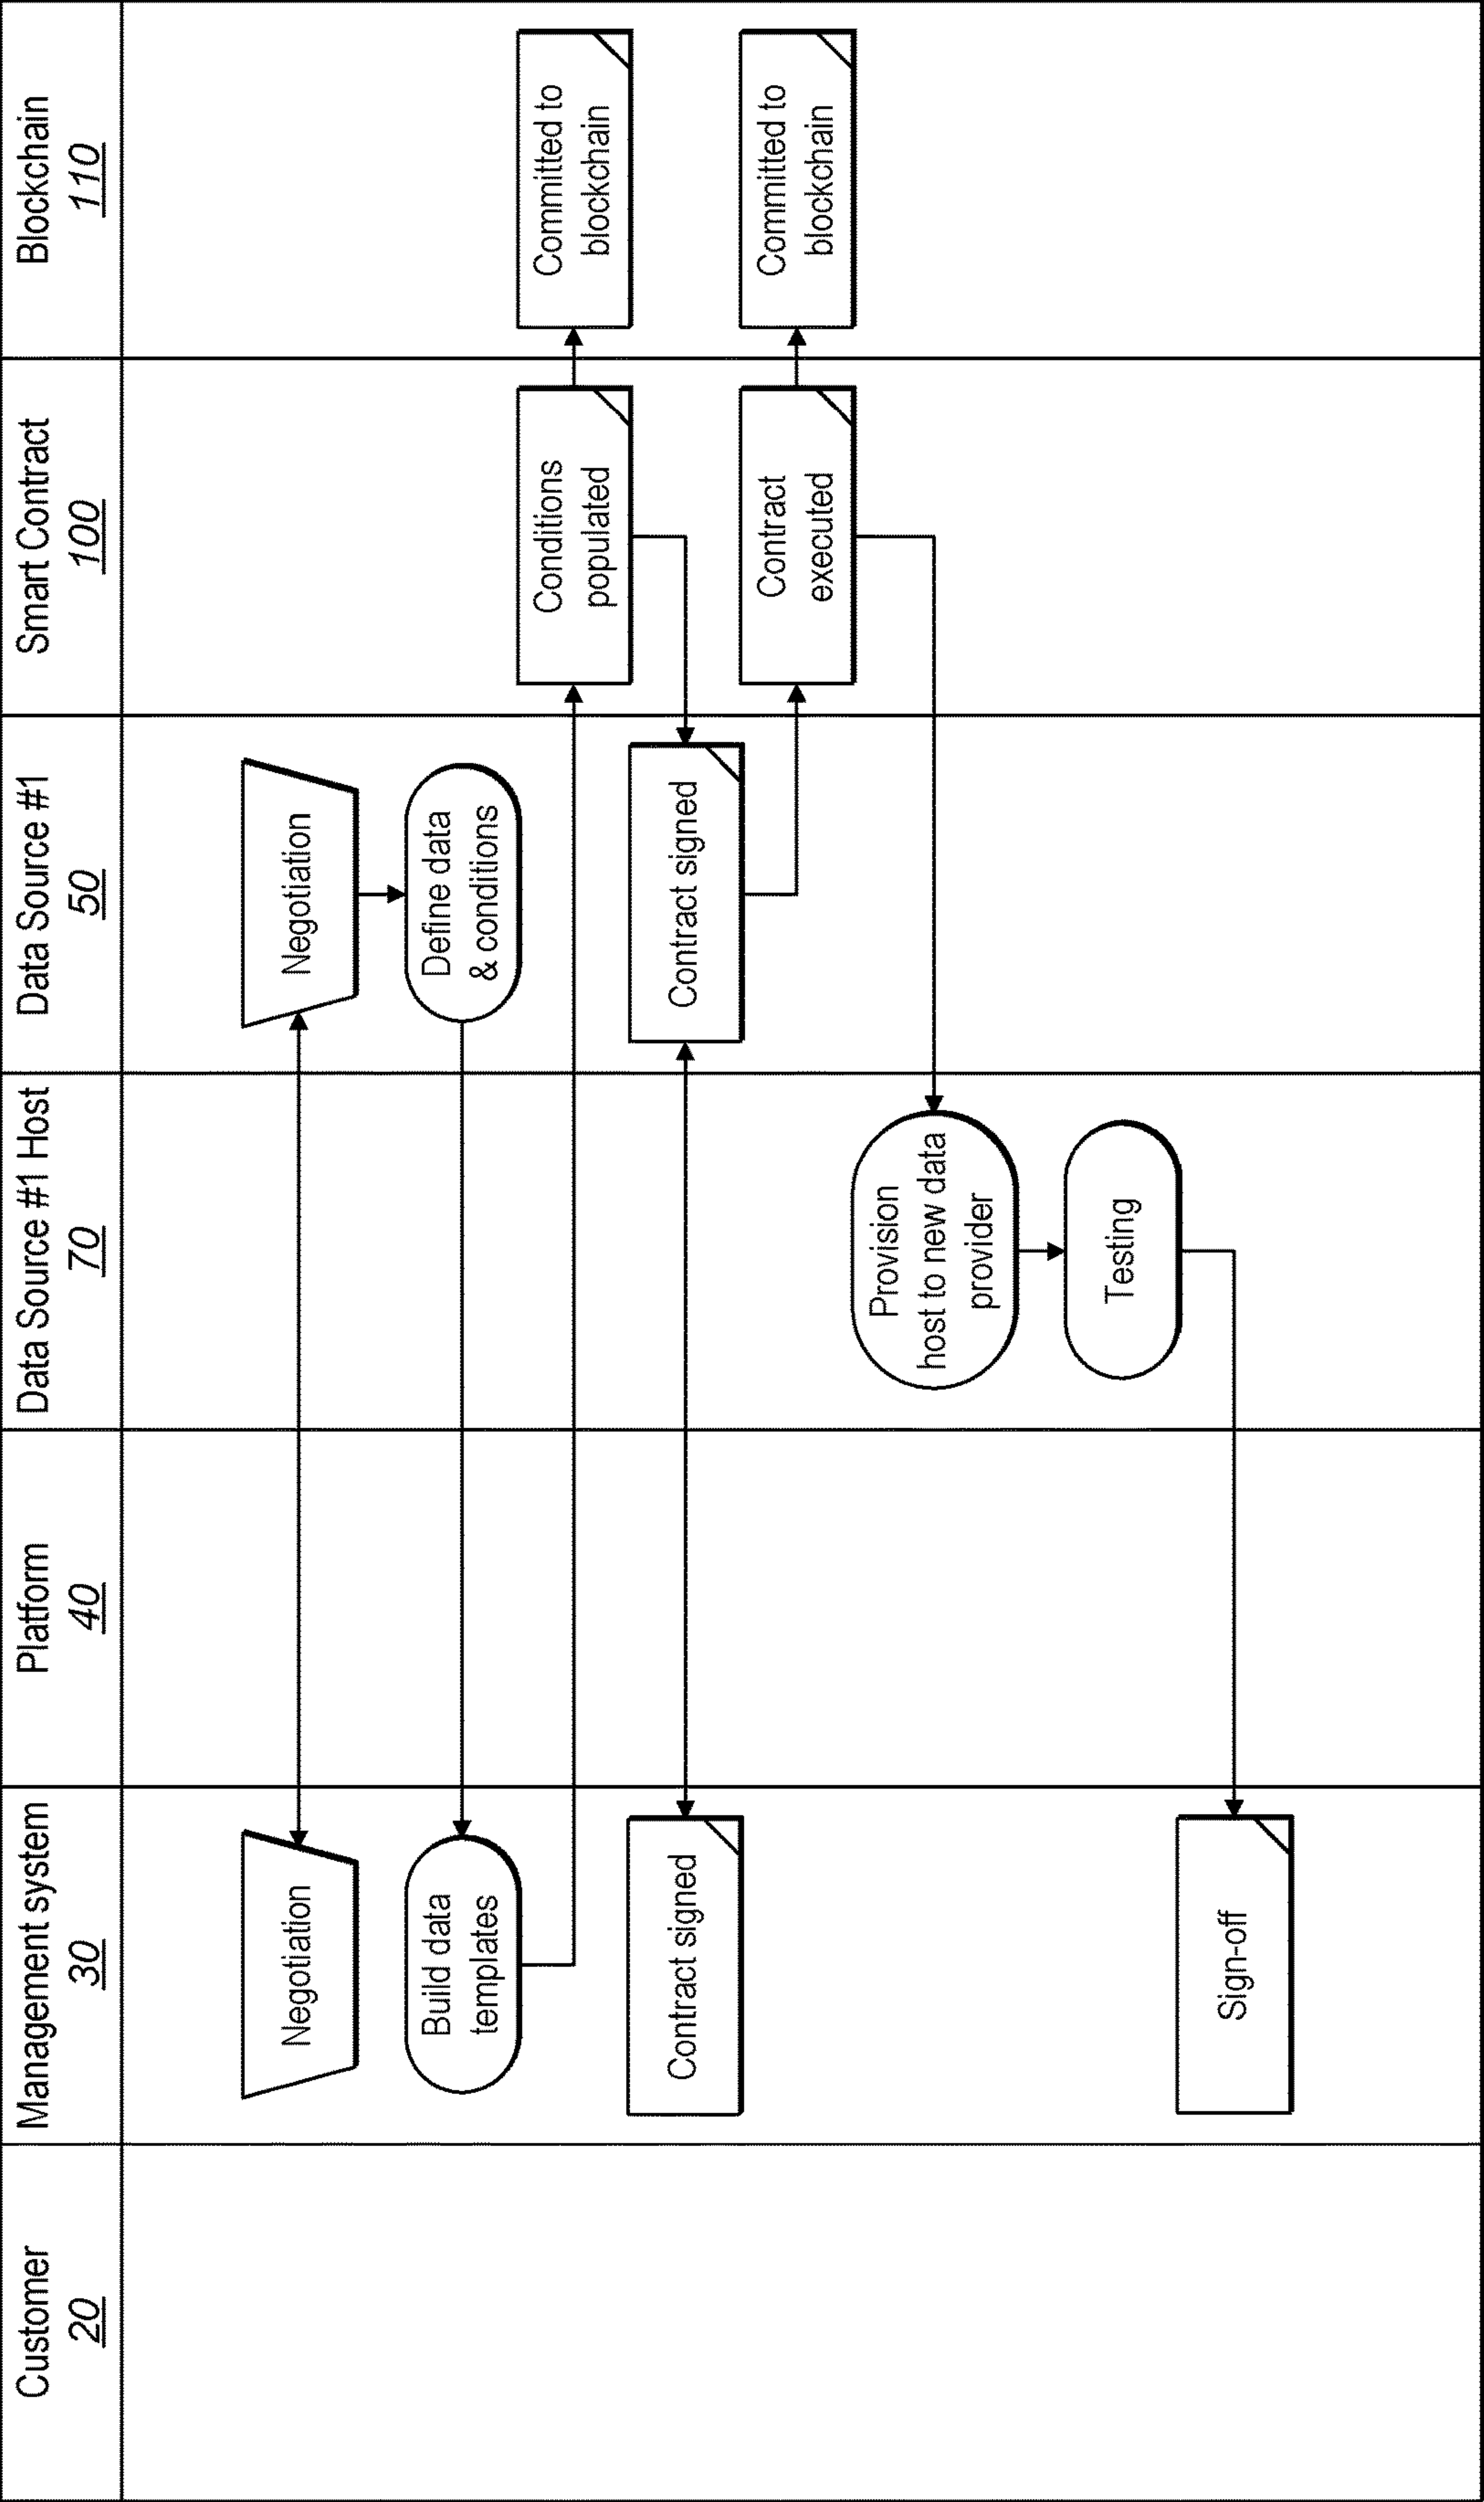 Customer
20
Management system
30
Platform
40
Data Source #1 Host
70
Data Source #1
50
Smart Contract
100
Blockchain
110
Negotiation
Negotiation
Build data
templates
Define data
& conditions
Conditions
populated
Committed to
blockchain
Contract signed
Contract signed
Contract
executed
Committed to
blockchain
Provision
host to new data
provider
Testing
Sign-off